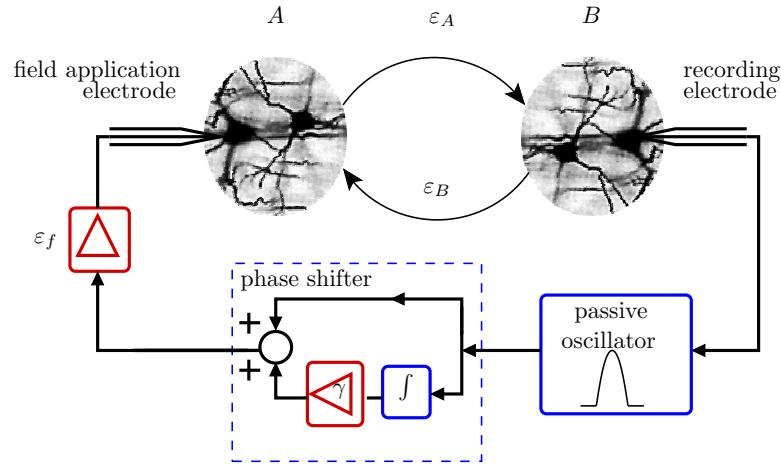 A
ε_A
B
field application
electrode
recording
electrode
ε_B
ε_f
phase shifter
+
+
γ
∫
passive
oscillator